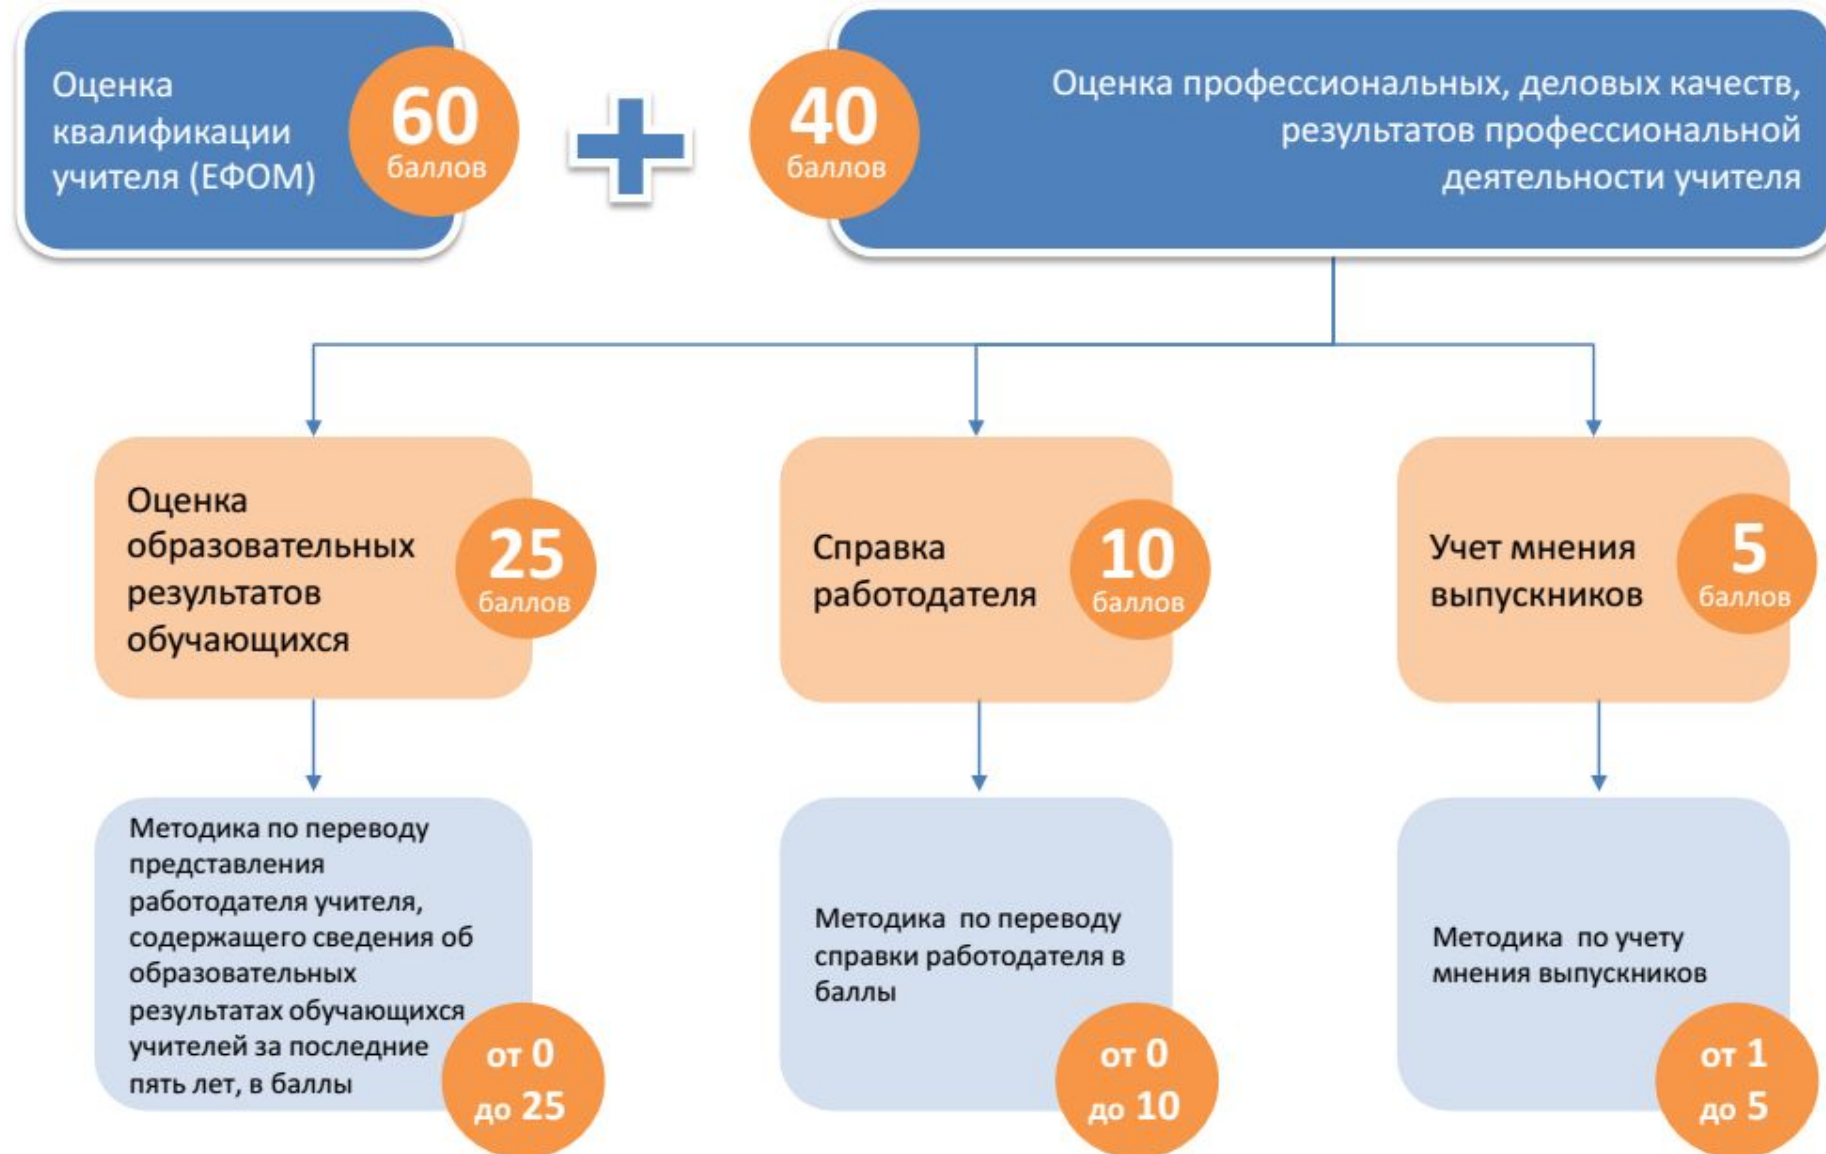 Оценка
квалификации
учителя (ЕФОМ)
60
баллов
40
баллов
Оценка профессиональных, деловых качеств,
результатов профессиональной
деятельности учителя
Оценка
образовательных
результатов
обучающихся
25
баллов
Справка
работодателя
10
баллов
Учет мнения
выпускников
5
баллов
Методика по переводу
представления
работодателя учителя,
содержащего сведения об
образовательных
результатах обучающихся
учителей за последние
пять лет, в баллы
от 0
до 25
Методика по переводу
справки работодателя в
баллы
от 0
до 10
Методика по учету
мнения выпускников
от 1
до 5